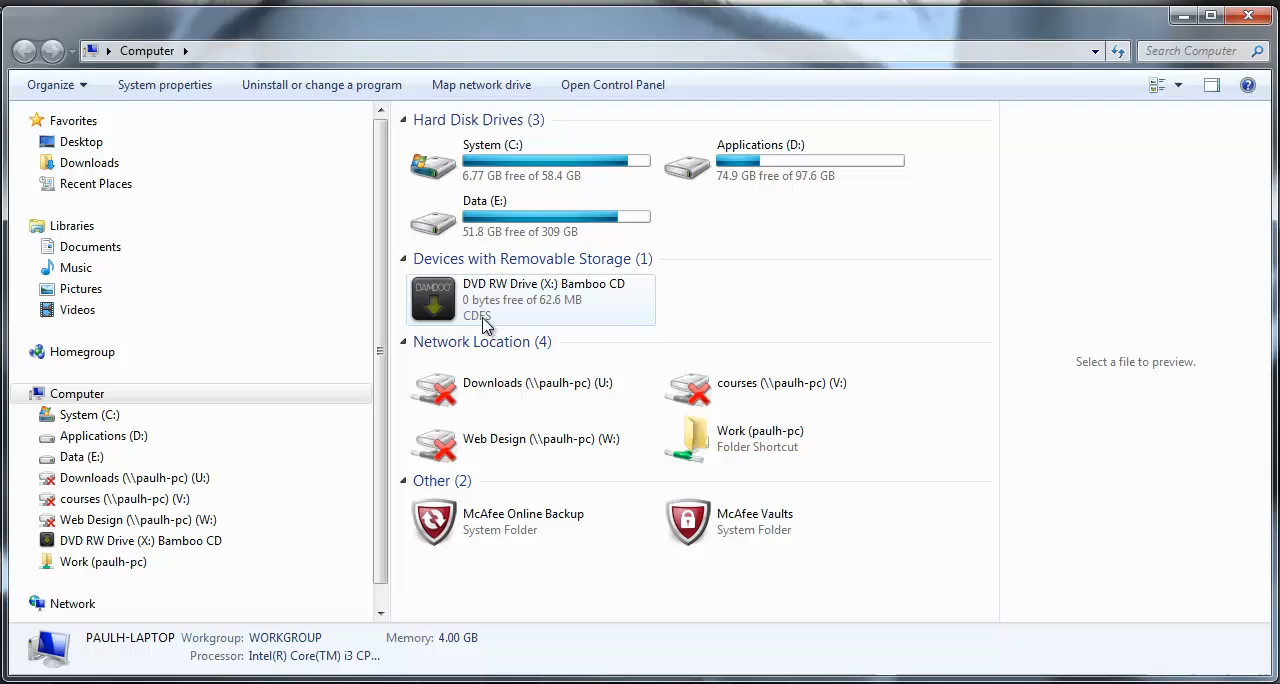 Computer
Search Computer
Organize
System properties
Uninstall or change a program
Map network drive
Open Control Panel
Favorites
Desktop
Downloads
Recent Places
Libraries
Documents
Music
Pictures
Videos
Homegroup
Computer
System (C:)
Applications (D:)
Data (E:)
Downloads (\\paulh-pc) (U:)
courses (\\paulh-pc) (V:)
Web Design (\\paulh-pc) (W:)
DVD RW Drive (X:) Bamboo CD
Work (paulh-pc)
Network
Hard Disk Drives (3)
System (C:)
6.77 GB free of 58.4 GB
Applications (D:)
74.9 GB free of 97.6 GB
Data (E:)
51.8 GB free of 309 GB
Devices with Removable Storage (1)
BAMBOO
DVD RW Drive (X:) Bamboo CD
0 bytes free of 62.6 MB
CDFS
Network Location (4)
Downloads (\\paulh-pc) (U:)
courses (\\paulh-pc) (V:)
Web Design (\\paulh-pc) (W:)
Work (paulh-pc)
Folder Shortcut
Other (2)
McAfee Online Backup
System Folder
McAfee Vaults
System Folder
Select a file to preview.
PAULH-LAPTOP Workgroup: WORKGROUP Memory: 4.00 GB
Processor: Intel(R) Core(TM) i3 CP...